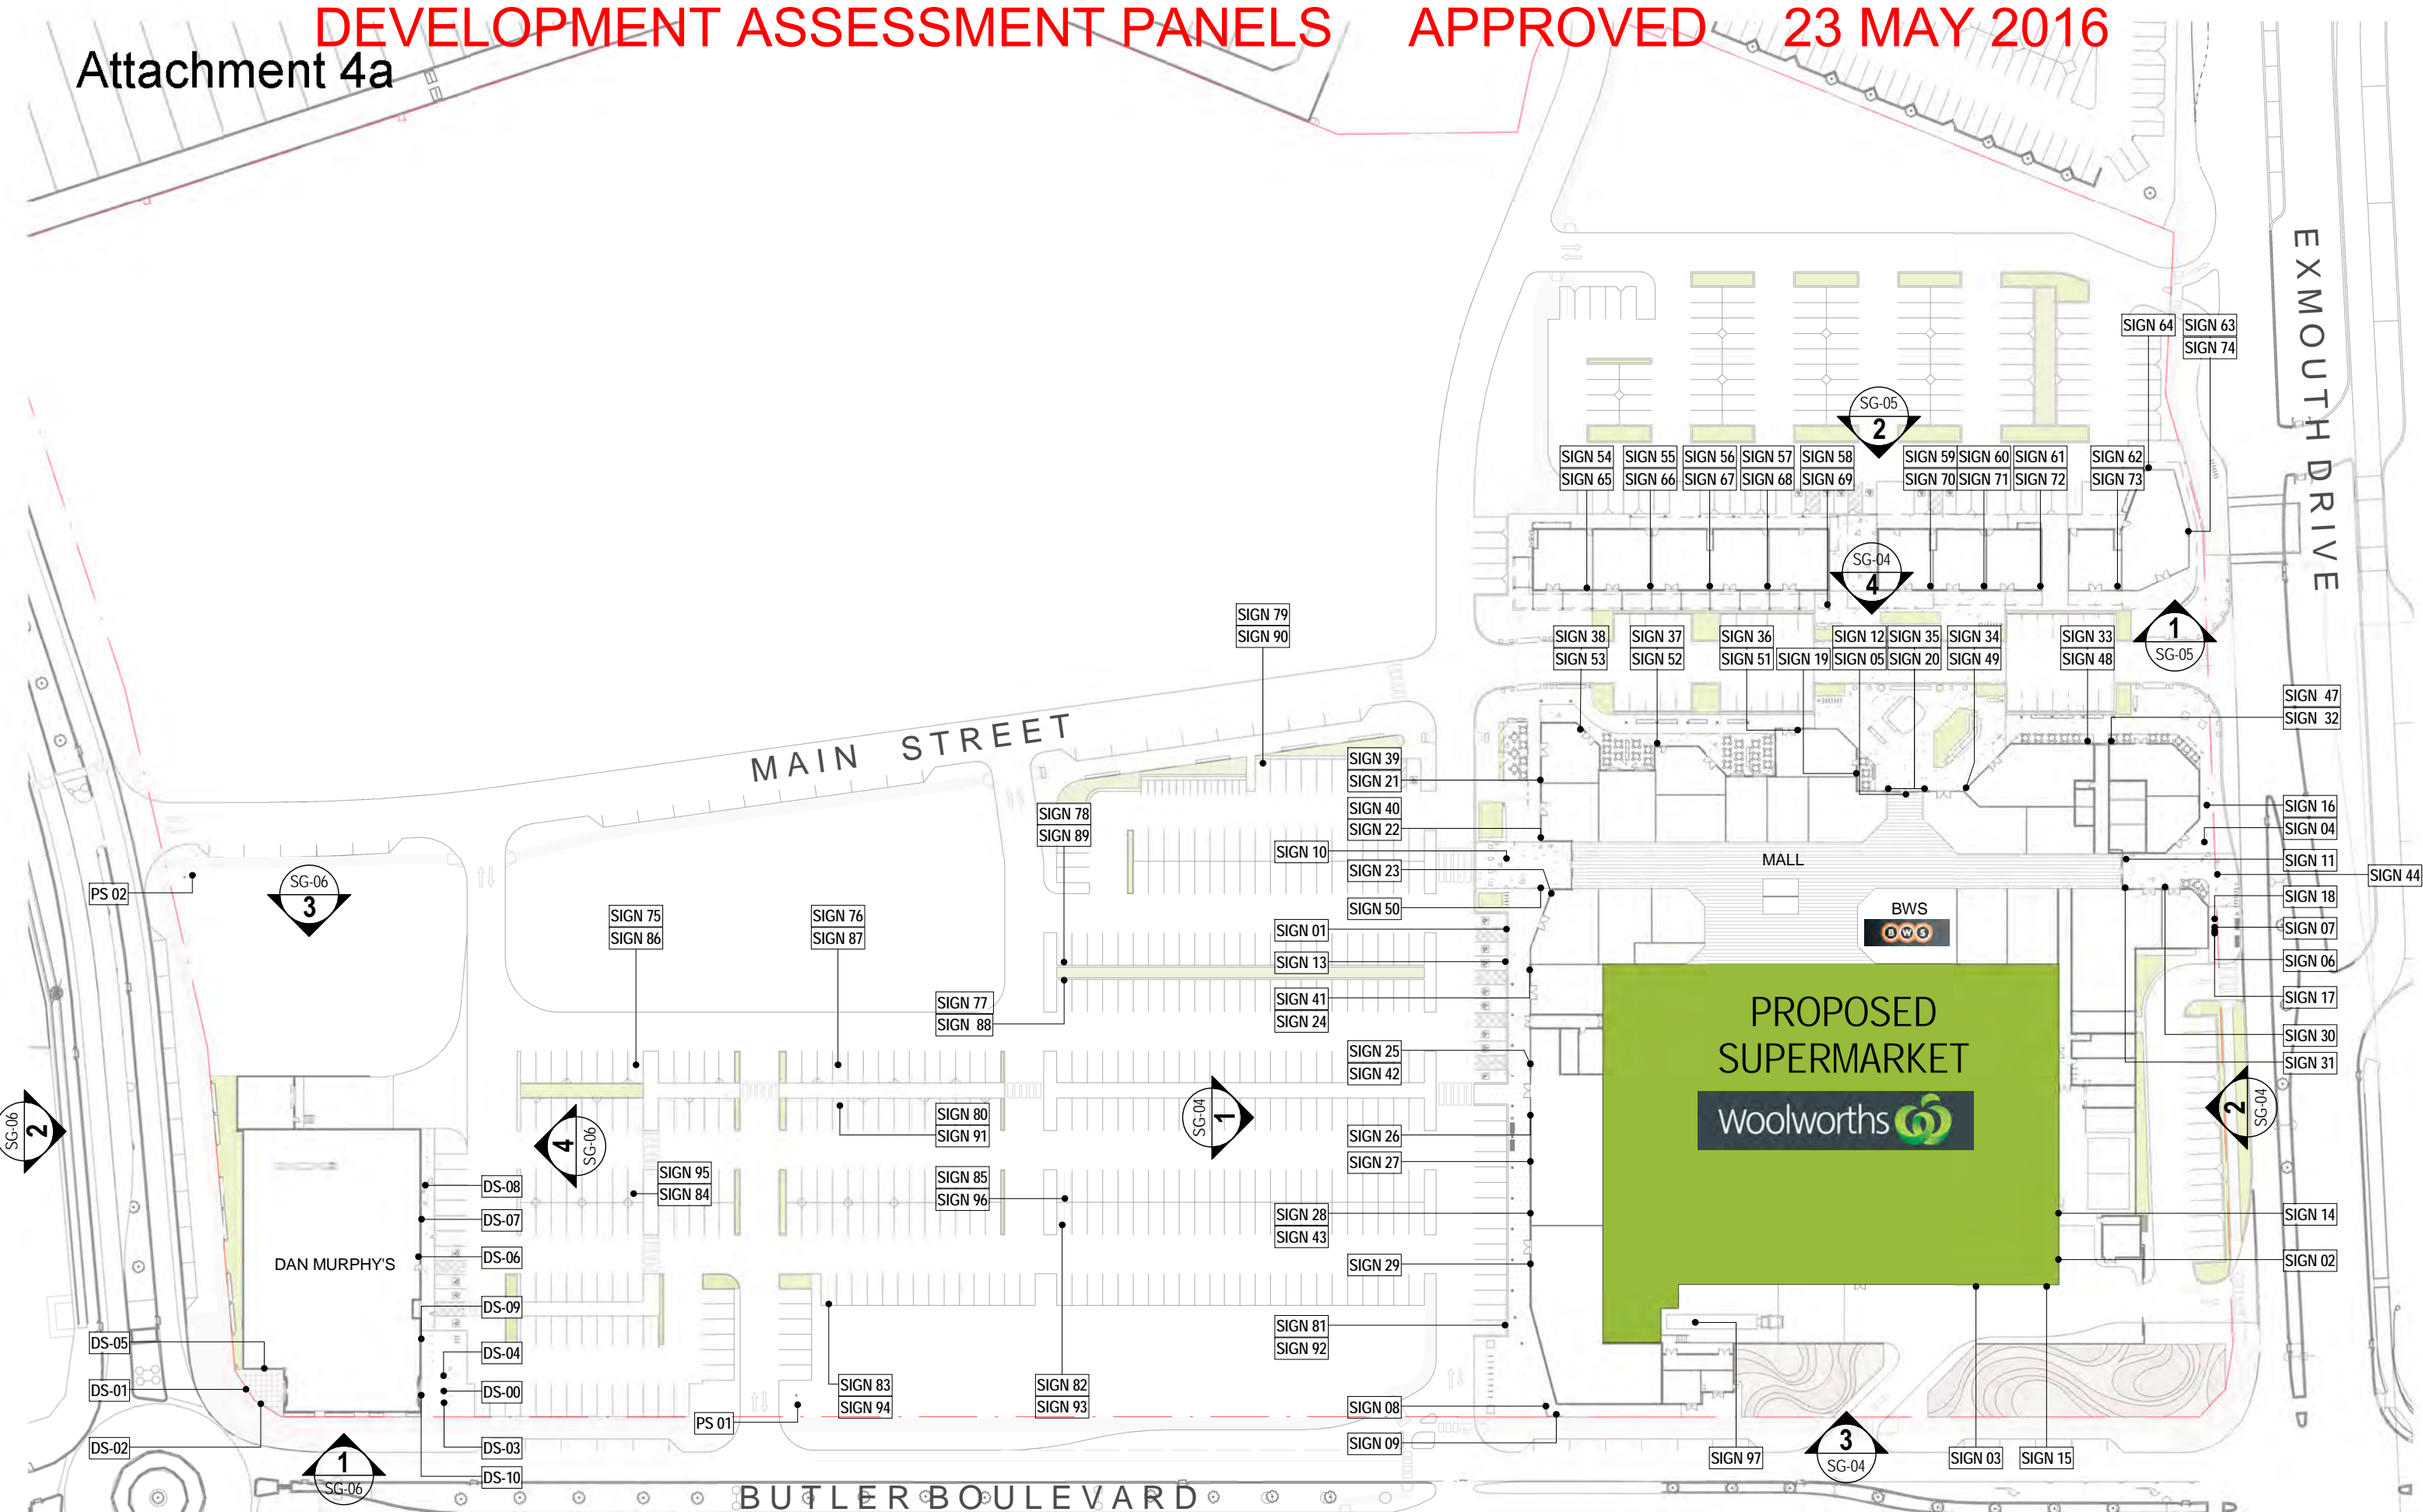 DEVELOPMENT ASSESSMENT PANELS APPROVED 23 MAY 2016
Attachment 4a
EXMOUTH DRIVE
SIGN 64
SIGN 63
SIGN 74
SG-05
2
SIGN 54
SIGN 65
SIGN 55
SIGN 66
SIGN 56
SIGN 67
SIGN 57
SIGN 68
SIGN 58
SIGN 69
SIGN 59
SIGN 70
SIGN 60
SIGN 71
SIGN 61
SIGN 72
SIGN 62
SIGN 73
SG-04
4
SIGN 79
SIGN 90
SIGN 38
SIGN 53
SIGN 37
SIGN 52
SIGN 36
SIGN 51
SIGN 19
SIGN 12
SIGN 05
SIGN 35
SIGN 20
SIGN 34
SIGN 49
SIGN 33
SIGN 48
1
SG-05
SIGN 47
SIGN 32
MAIN STREET
SIGN 39
SIGN 21
SIGN 40
SIGN 22
SIGN 78
SIGN 89
SIGN 10
SIGN 23
SIGN 50
MALL
SIGN 16
SIGN 04
SIGN 11
SIGN 44
SIGN 18
SIGN 07
SIGN 06
SIGN 17
SIGN 30
SIGN 31
PS 02
SG-06
3
SIGN 75
SIGN 86
SIGN 76
SIGN 87
SIGN 01
SIGN 13
BWS
BWS
SIGN 77
SIGN 88
SIGN 41
SIGN 24
PROPOSED
SUPERMARKET
Woolworths
SIGN 25
SIGN 42
SG-06
2
4
SG-06
SIGN 80
SIGN 91
SG-04
1
SIGN 26
SIGN 27
2
SG-04
DS-08
DS-07
DS-06
SIGN 95
SIGN 84
SIGN 85
SIGN 96
SIGN 28
SIGN 43
SIGN 29
SIGN 14
SIGN 02
DAN MURPHY'S
DS-09
DS-05
DS-04
DS-01
DS-00
DS-02
DS-03
DS-10
SIGN 81
SIGN 92
SIGN 83
SIGN 94
SIGN 82
SIGN 93
PS 01
SIGN 08
SIGN 09
1
SG-06
SIGN 97
3
SG-04
SIGN 03
SIGN 15
BUTLER BOULEVARD